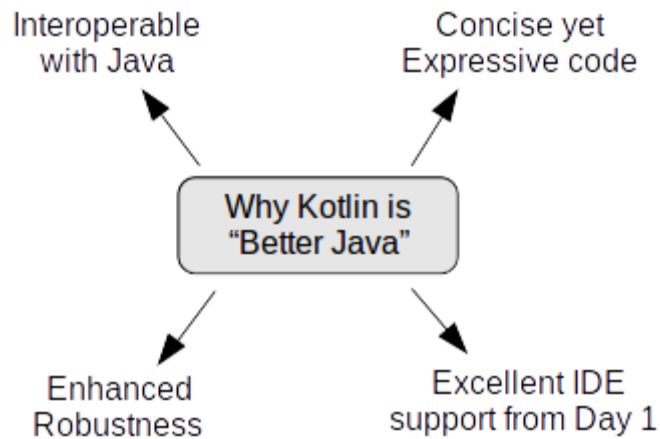 Interoperable
with Java
Concise yet
Expressive code
Why Kotlin is
“Better Java”
Enhanced
Robustness
Excellent IDE
support from Day 1